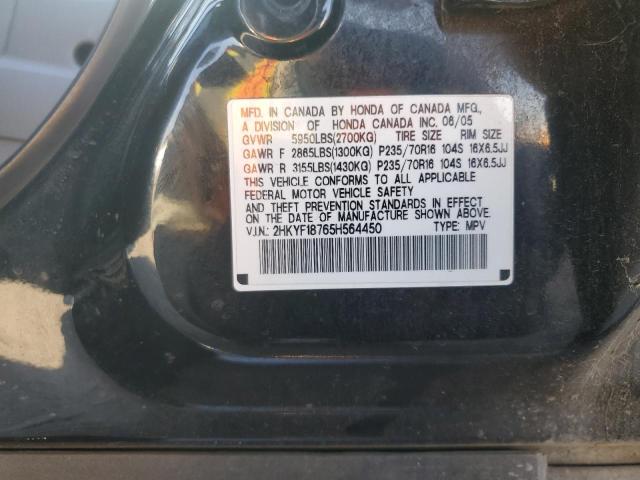 MFD. IN CANADA BY HONDA OF CANADA MFG.,
A DIVISION OF HONDA CANADA INC. 06/05
GVWR 5950LBS(2700KG) TIRE SIZE RIM SIZE
GAWR F 2865LBS(1300KG) P235/70R16 104S 16X6.5JJ
GAWR R 3155LBS(1430KG) P235/70R16 104S 16X6.5JJ
THIS VEHICLE CONFORMS TO ALL APPLICABLE
FEDERAL MOTOR VEHICLE SAFETY
AND THEFT PREVENTION STANDARDS IN EFFECT
ON THE DATE OF MANUFACTURE SHOWN ABOVE.
V.I.N.: 2HKYF18765H564450 TYPE: MPV